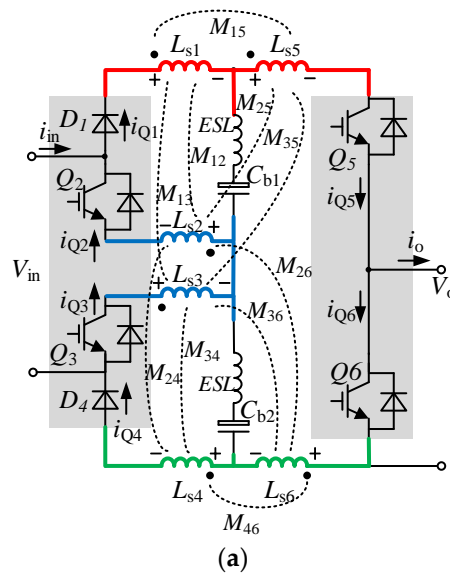 M15
Ls1 Ls5
+ − + −
D1 iQ1 ESL M25 M35
iin M12 Q5
Q2 Cb1
M13 iQ5
iQ2 − Ls2 + io
Vin M26 V
iQ3 + Ls3 − iQ6
M36
Q3 M34 Q6
D4 M24 ESL
iQ4 Cb2
− + − +
Ls4 Ls6
M46
(a)